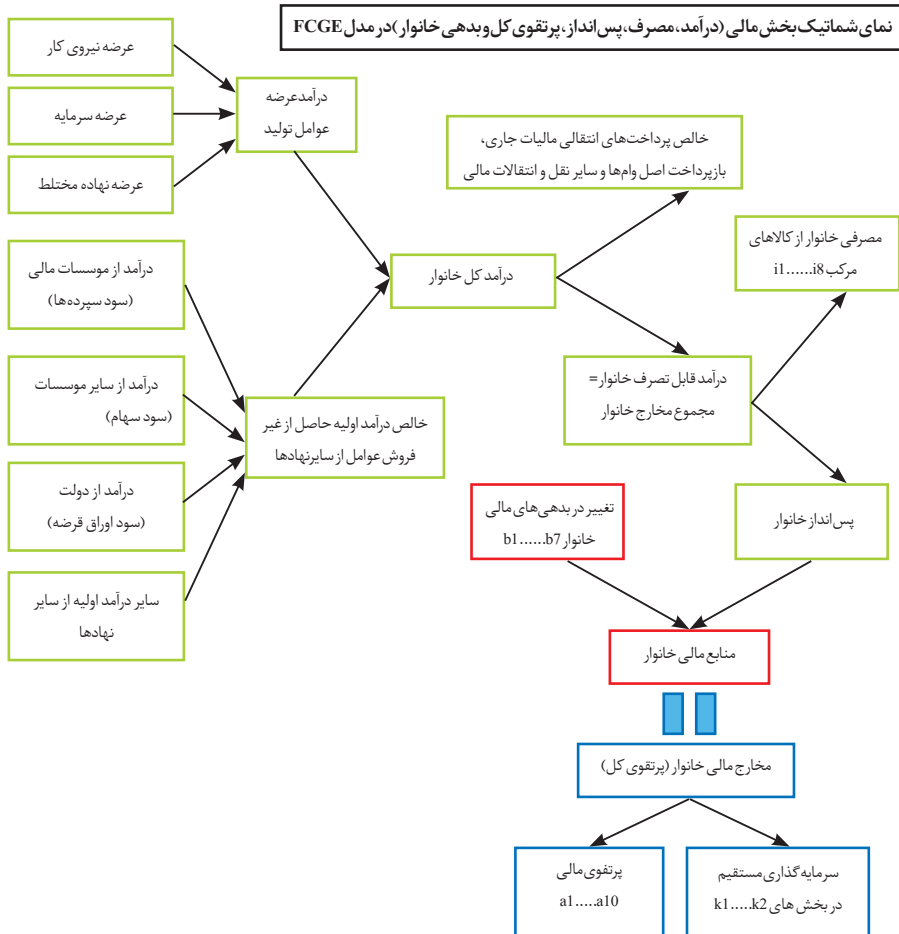 نمای شماتیک بخش مالی (درآمد، مصرف، پس‌انداز، پرتقوی کل و بدهی خانوار) در مدل FCGE
عرضه نیروی کار
عرضه سرمایه
عرضه نهاده مختلط
درآمد عرضه
عوامل تولید
خالص پرداخت‌های انتقالی مالیات جاری،
بازپرداخت اصل وام‌ها و سایر نقل و انتقالات مالی
مصرفی خانوار از کالاهای
مرکب i1......i8
درآمد از موسسات مالی
(سود سپرده‌ها)
درآمد کل خانوار
درآمد از سایر موسسات
(سود سهام)
درآمد قابل تصرف خانوار=
مجموع مخارج خانوار
خالص درآمد اولیه حاصل از غیر
فروش عوامل از سایرنهادها
درآمد از دولت
(سود اوراق قرضه)
تغییر در بدهی‌های مالی
خانوار b1......b7
پس‌انداز خانوار
سایر درآمد اولیه از سایر
نهادها
منابع مالی خانوار
مخارج مالی خانوار (پرتقوی کل)
پرتفوی مالی
a1.....a10
سرمایه‌گذاری مستقیم
در بخش های k1.....k2